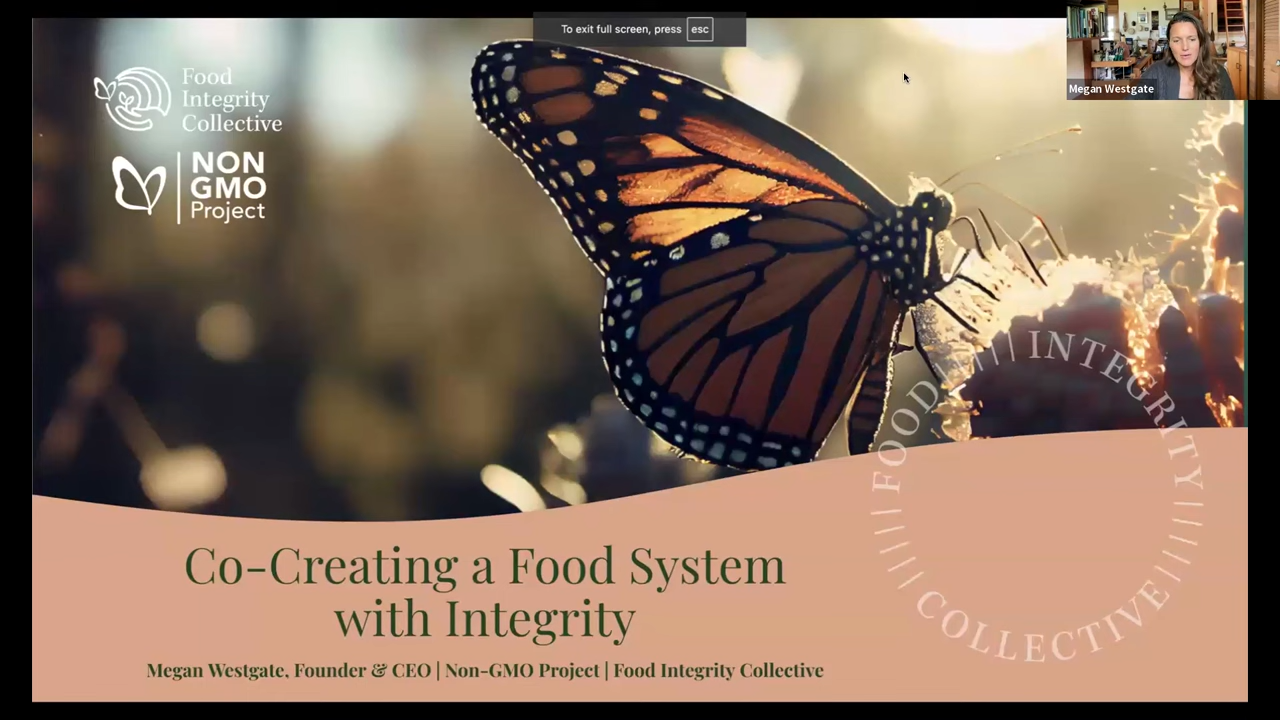 To exit full screen, press esc
Megan Westgate
Food
Integrity
Collective
NON
GMO
Project
FOOD ||| INTEGRITY ||| COLLECTIVE |||
Co-Creating a Food System
with Integrity
Megan Westgate, Founder & CEO | Non-GMO Project | Food Integrity Collective